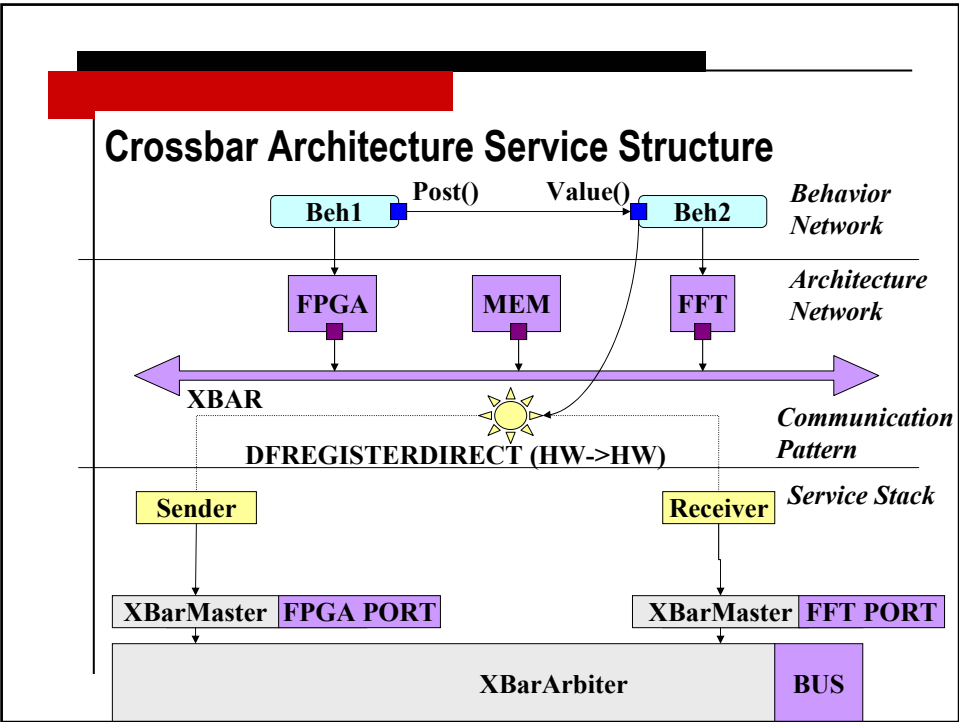 Crossbar Architecture Service Structure
Post() Value()
Beh1 Beh2
Behavior
Network
Architecture
Network
FPGA MEM FFT
XBAR
Communication
Pattern
DFREGISTERDIRECT (HW->HW)
Service Stack
Sender Receiver
XBarMaster FPGA PORT XBarMaster FFT PORT
XBarArbiter BUS